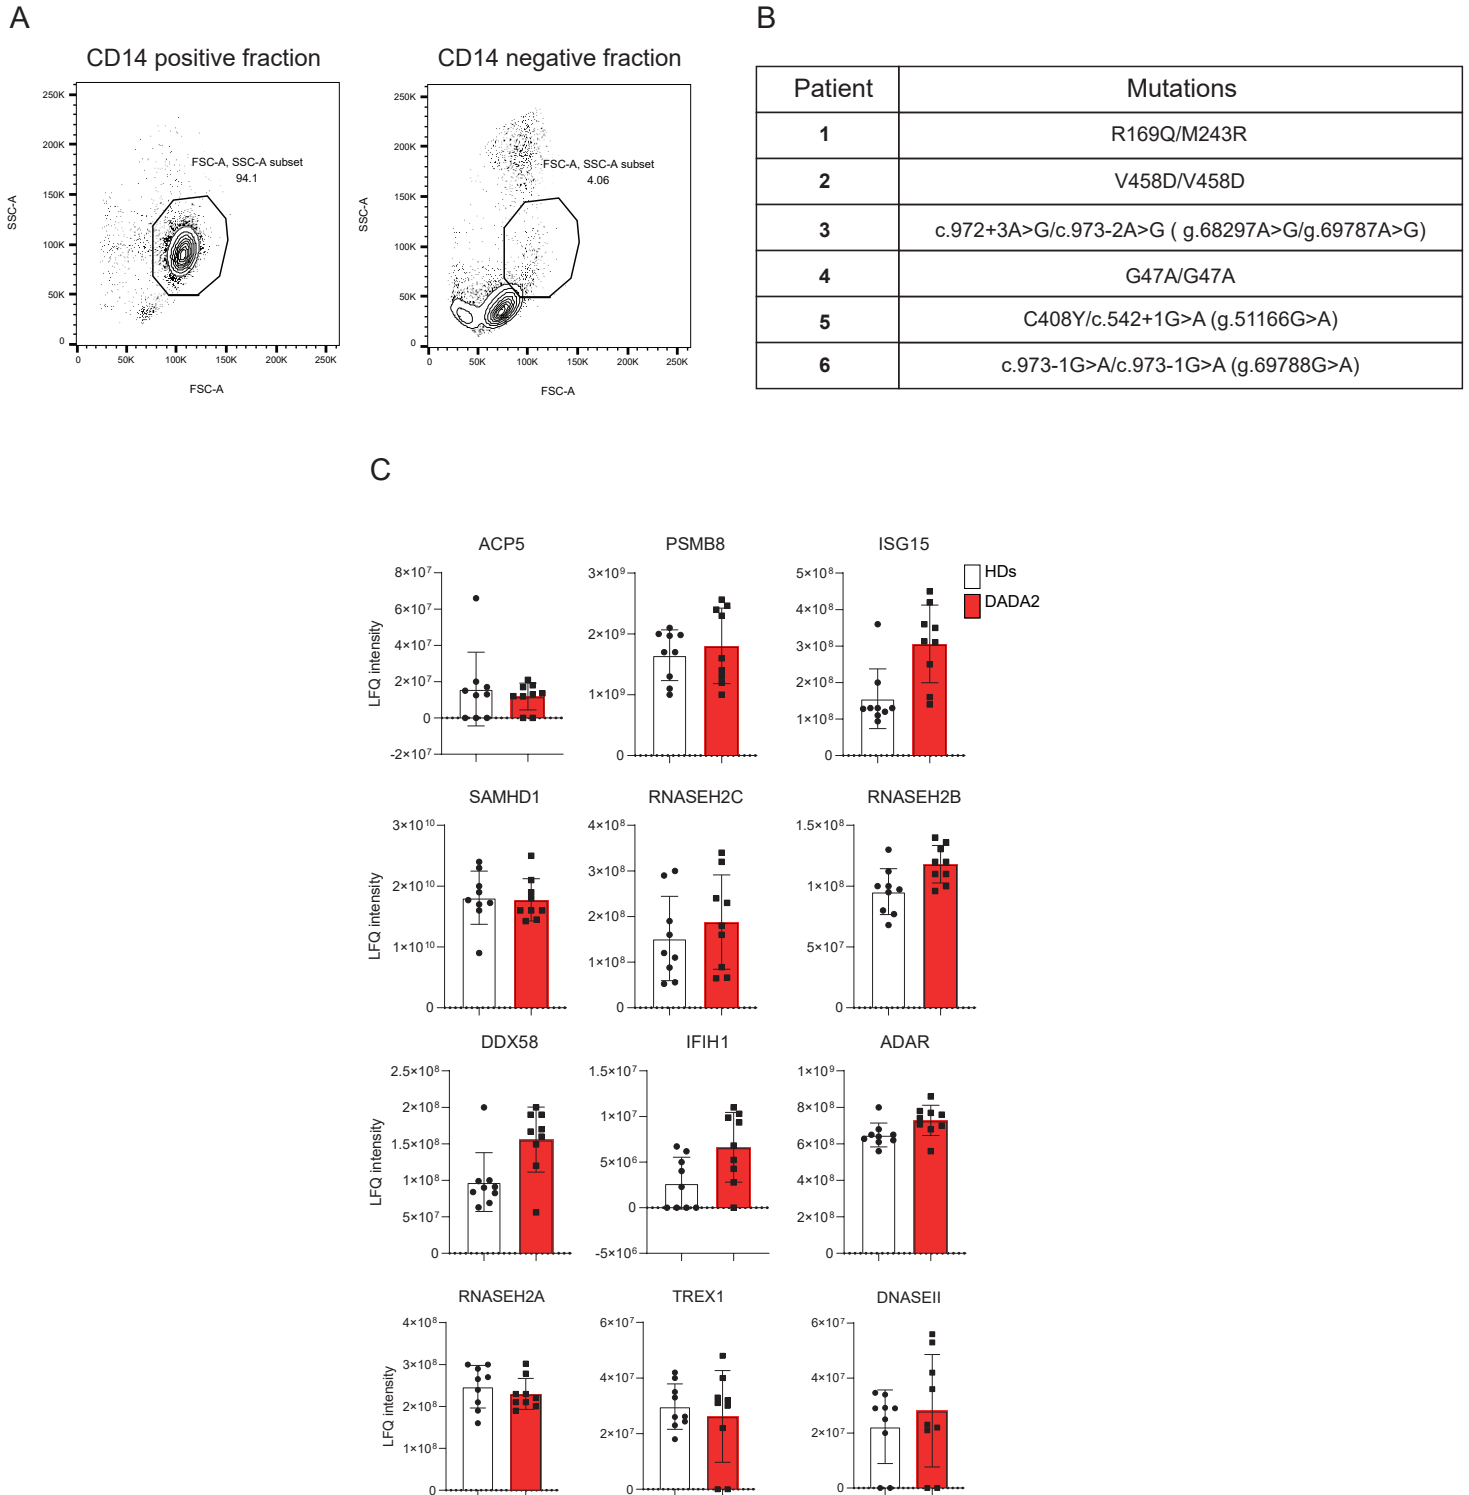 A
CD14 positive fraction
250K
200K
150K
100K
50K
0
SSC-A
FSC-A, SSC-A subset
94.1
0
50K
100K
150K
200K
250K
FSC-A
CD14 negative fraction
250K
200K
150K
100K
50K
0
SSC-A
FSC-A, SSC-A subset
4.06
0
50K
100K
150K
200K
250K
FSC-A
B
Patient Mutations
1 R169Q/M243R
2 V458D/V458D
3 c.972+3A>G/c.973-2A>G ( g.68297A>G/g.69787A>G)
4 G47A/G47A
5 C408Y/c.542+1G>A (g.51166G>A)
6 c.973-1G>A/c.973-1G>A (g.69788G>A)
C
ACP5
LFQ intensity
8×10⁷
6×10⁷
4×10⁷
2×10⁷
0
-2×10⁷
PSMB8
3×10⁹
2×10⁹
1×10⁹
0
ISG15
5×10⁸
4×10⁸
3×10⁸
2×10⁸
1×10⁸
0
HDs
DADA2
SAMHD1
LFQ intensity
3×10¹⁰
2×10¹⁰
1×10¹⁰
0
RNASEH2C
4×10⁸
3×10⁸
2×10⁸
1×10⁸
0
RNASEH2B
1.5×10⁸
1×10⁸
5×10⁷
0
DDX58
LFQ intensity
2.5×10⁸
2×10⁸
1.5×10⁸
1×10⁸
5×10⁷
0
IFIH1
1.5×10⁷
1×10⁷
5×10⁶
0
-5×10⁶
ADAR
1×10⁹
8×10⁸
6×10⁸
4×10⁸
2×10⁸
0
RNASEH2A
LFQ intensity
4×10⁸
3×10⁸
2×10⁸
1×10⁸
0
TREX1
6×10⁷
4×10⁷
2×10⁷
0
DNASEII
6×10⁷
4×10⁷
2×10⁷
0